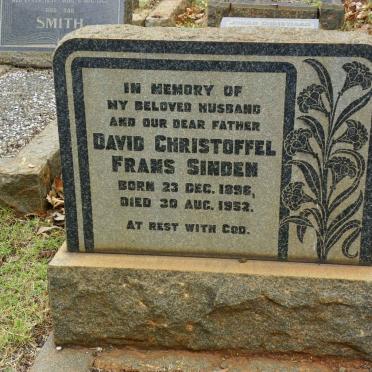 SMITH
IN MEMORY OF
MY BELOVED HUSBAND
AND OUR DEAR FATHER
DAVID CHRISTOFFEL
FRANS SINDEN
BORN 23 DEC. 1896,
DIED 30 AUG. 1952.
AT REST WITH GOD.